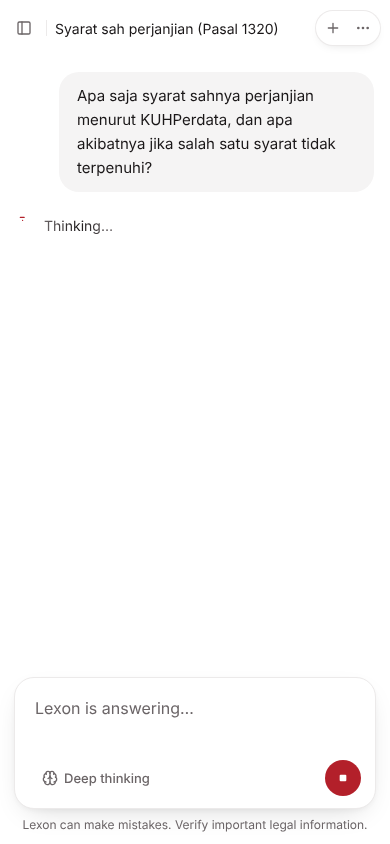 Syarat sah perjanjian (Pasal 1320)
Apa saja syarat sahnya perjanjian
menurut KUHPerdata, dan apa
akibatnya jika salah satu syarat tidak
terpenuhi?
Thinking...
Lexon is answering...
Deep thinking
Lexon can make mistakes. Verify important legal information.